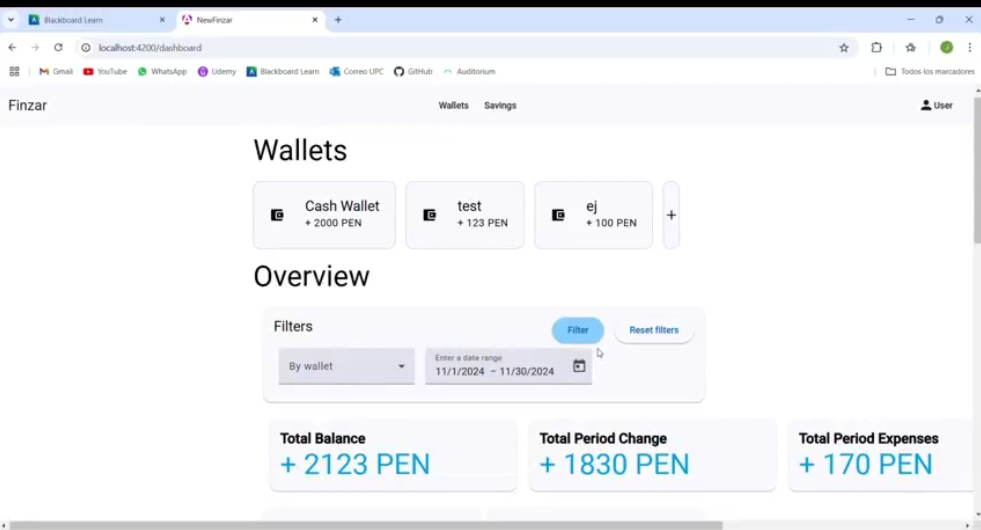 Blackboard Learn
NewFinzar
localhost:4200/dashboard
Gmail YouTube WhatsApp Udemy Blackboard Learn Correo UPC GitHub Auditorium Todos los marcadores
Finzar Wallets Savings User
Wallets
Cash Wallet
+ 2000 PEN
test
+ 123 PEN
ej
+ 100 PEN
+
Overview
Filters
Filter
Reset filters
By wallet
Enter a date range
11/1/2024 – 11/30/2024
Total Balance
+ 2123 PEN
Total Period Change
+ 1830 PEN
Total Period Expenses
+ 170 PEN